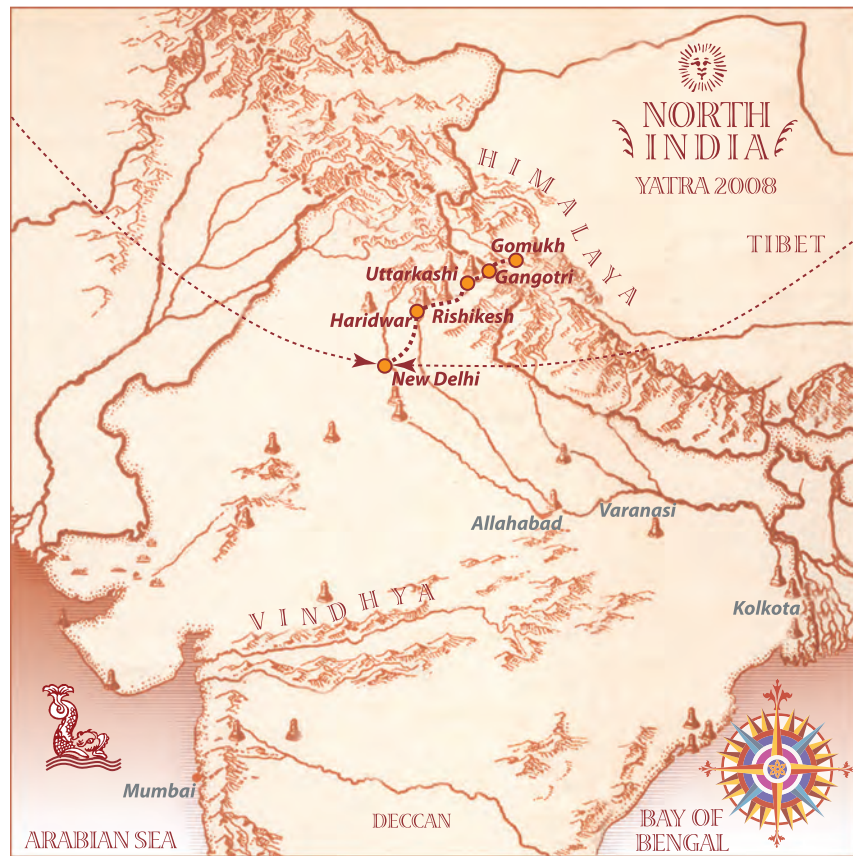 NORTH
INDIA
YATRA 2008
HIMALAYA
TIBET
Gomukh
Uttarkashi
Gangotri
Haridwar
Rishikesh
New Delhi
Allahabad
Varanasi
VINDHYA
Kolkota
Mumbai
DECCAN
BAY OF
BENGAL
ARABIAN SEA